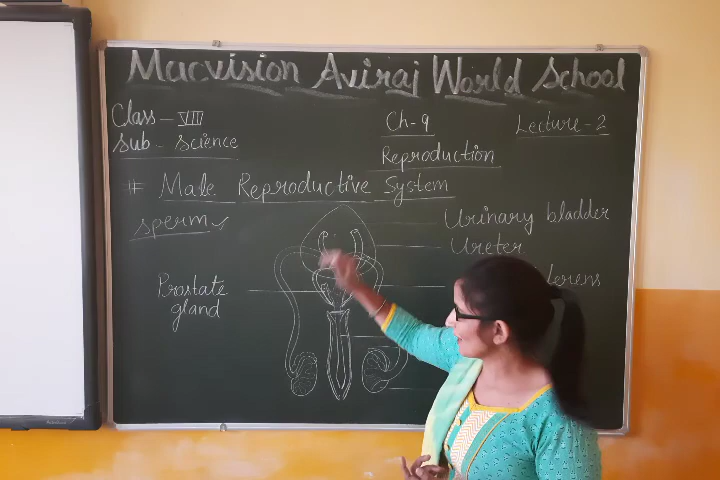 Macvision Aviraj World School
Class - VIII
Sub - Science
Ch-9
Reproduction
Lecture - 2
# Male Reproductive System
sperm
Urinary bladder
Ureter
Prostate
gland